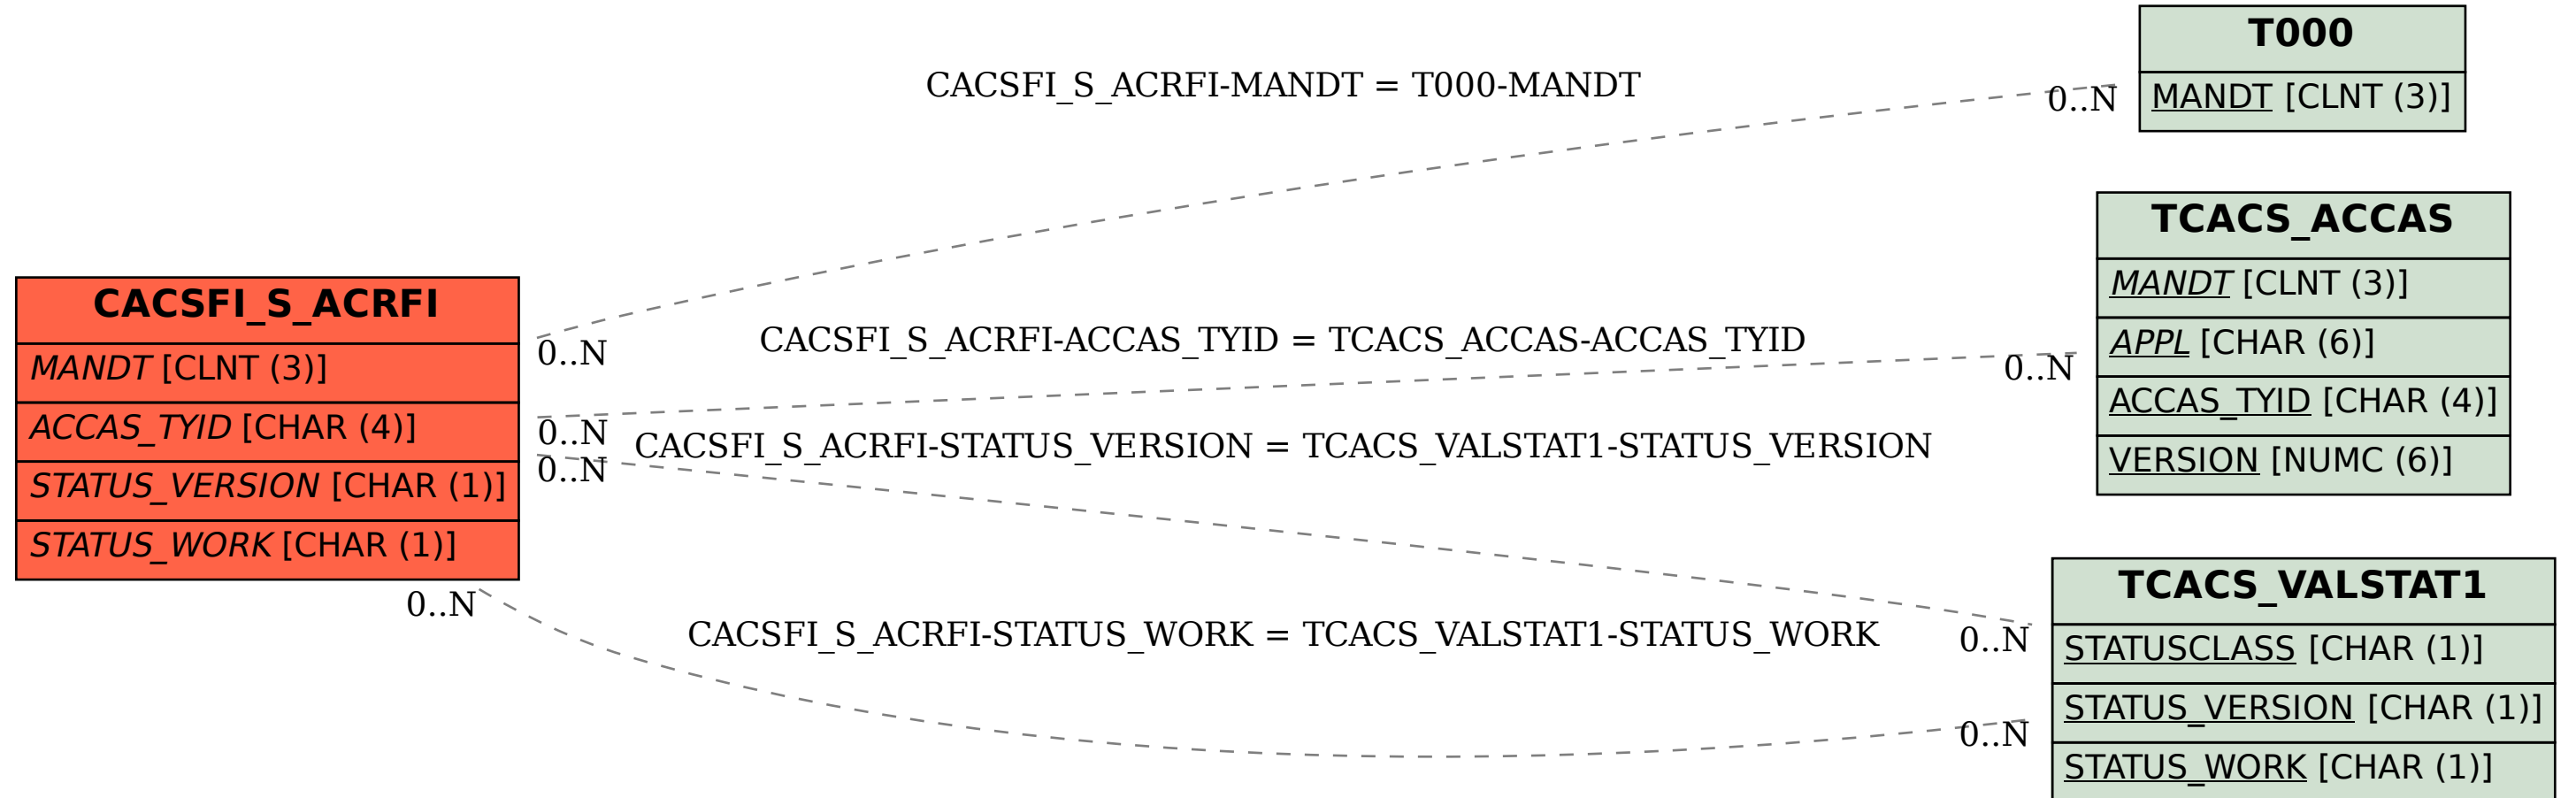 T000
MANDT [CLNT (3)]
CACSFI_S_ACRFI-MANDT = T000-MANDT
0..N
TCACS_ACCAS
MANDT [CLNT (3)]
APPL [CHAR (6)]
ACCAS_TYID [CHAR (4)]
VERSION [NUMC (6)]
CACSFI_S_ACRFI
MANDT [CLNT (3)]
ACCAS_TYID [CHAR (4)]
STATUS_VERSION [CHAR (1)]
STATUS_WORK [CHAR (1)]
0..N
CACSFI_S_ACRFI-ACCAS_TYID = TCACS_ACCAS-ACCAS_TYID
0..N
0..N
CACSFI_S_ACRFI-STATUS_VERSION = TCACS_VALSTAT1-STATUS_VERSION
0..N
0..N
CACSFI_S_ACRFI-STATUS_WORK = TCACS_VALSTAT1-STATUS_WORK
0..N
0..N
TCACS_VALSTAT1
STATUSCLASS [CHAR (1)]
STATUS_VERSION [CHAR (1)]
STATUS_WORK [CHAR (1)]